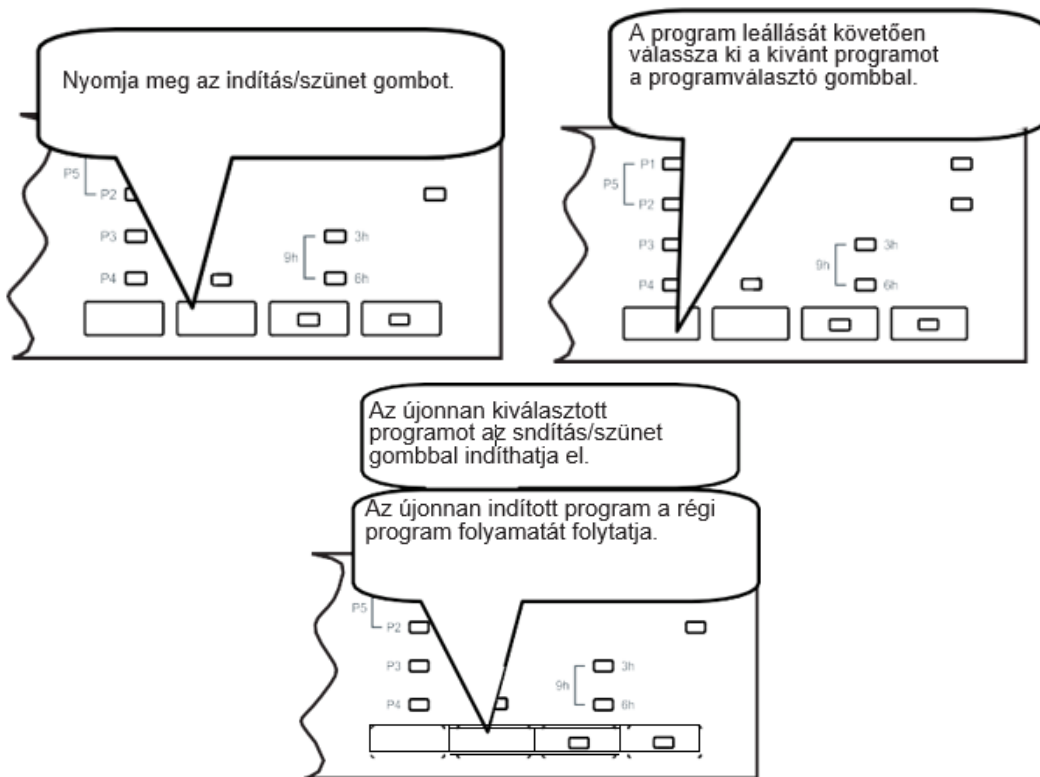 Nyomja meg az indítás/szünet gombot.
P5
P2
P3
P4
9h
3h
6h
A program leállását követően
válassza ki a kívánt programot
a programválasztó gombbal.
P1
P5
P2
P3
P4
9h
3h
6h
Az újonnan kiválasztott
programot az sndítás/szünet
gombbal indíthatja el.
Az újonnan indított program a régi
program folyamatát folytatja.
P5
P2
P3
P4
9h
3h
6h